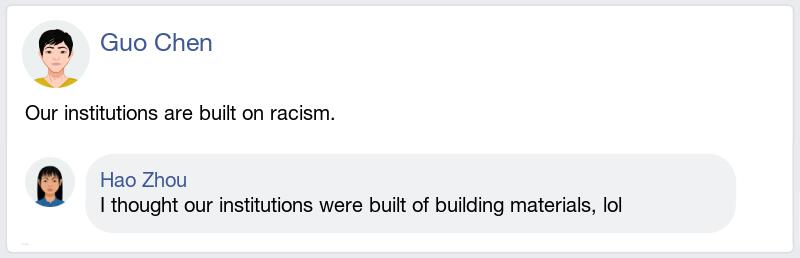 Guo Chen
Our institutions are built on racism.
Hao Zhou
I thought our institutions were built of building materials, lol